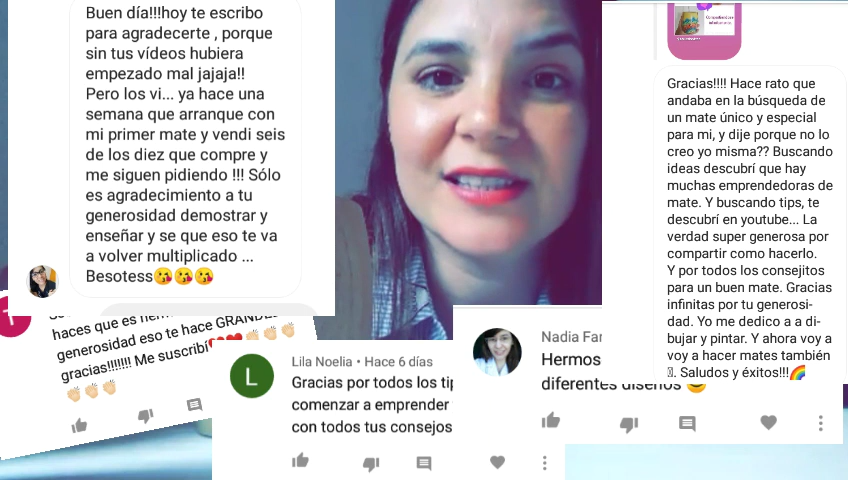 Buen día!!!hoy te escribo
para agradecerte , porque
sin tus vídeos hubiera
empezado mal jajaja!!
Pero los vi... ya hace una
semana que arranque con
mi primer mate y vendi seis
de los diez que compre y
me siguen pidiendo !!! Sólo
es agradecimiento a tu
generosidad demostrar y
enseñar y se que eso te va
a volver multiplicado ...
Besotess😘😘😘
haces que es
generosidad eso te hace GRANDE
gracias!!!!!!! Me suscribí❤❤👏🏻👏🏻👏🏻
👏🏻👏🏻👏🏻
L
Lila Noelia • Hace 6 días
Gracias por todos los
comenzar a emprender
con todos tus consejos
Nadia
Hermos
diferentes diseños
Gracias!!!! Hace rato que
andaba en la búsqueda de
un mate único y especial
para mi, y dije porque no lo
creo yo misma?? Buscando
ideas descubrí que hay
muchas emprendedoras de
mate. Y buscando tips, te
descubrí en youtube... La
verdad super generosa por
compartir como hacerlo.
Y por todos los consejitos
para un buen mate. Gracias
infinitas por tu generosi-
dad. Yo me dedico a a di-
bujar y pintar. Y ahora voy a
voy a hacer mates también
. Saludos y éxitos!!!🌈